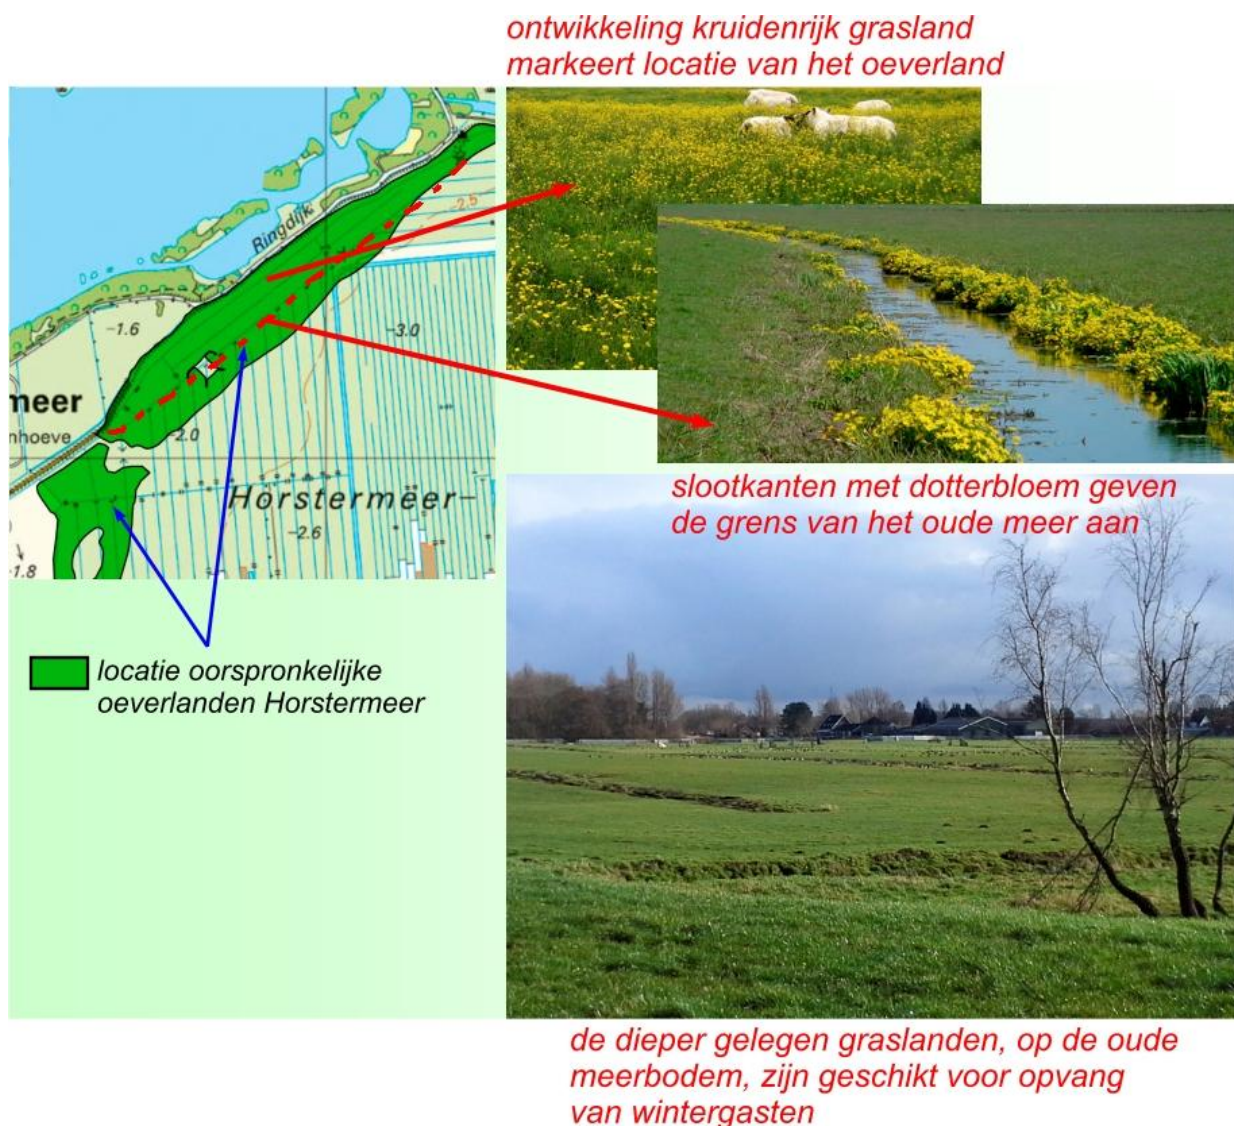 ontwikkeling kruidenrijk grasland
markeert locatie van het oeverland
Ringdijk
-2.5
-1.6
-3.0
meer
nhoeve
-2.0
Horstermeer
-2.6
-1.8
slootkanten met dotterbloem geven
de grens van het oude meer aan
locatie oorspronkelijke
oeverlanden Horstermeer
de dieper gelegen graslanden, op de oude
meerbodem, zijn geschikt voor opvang
van wintergasten